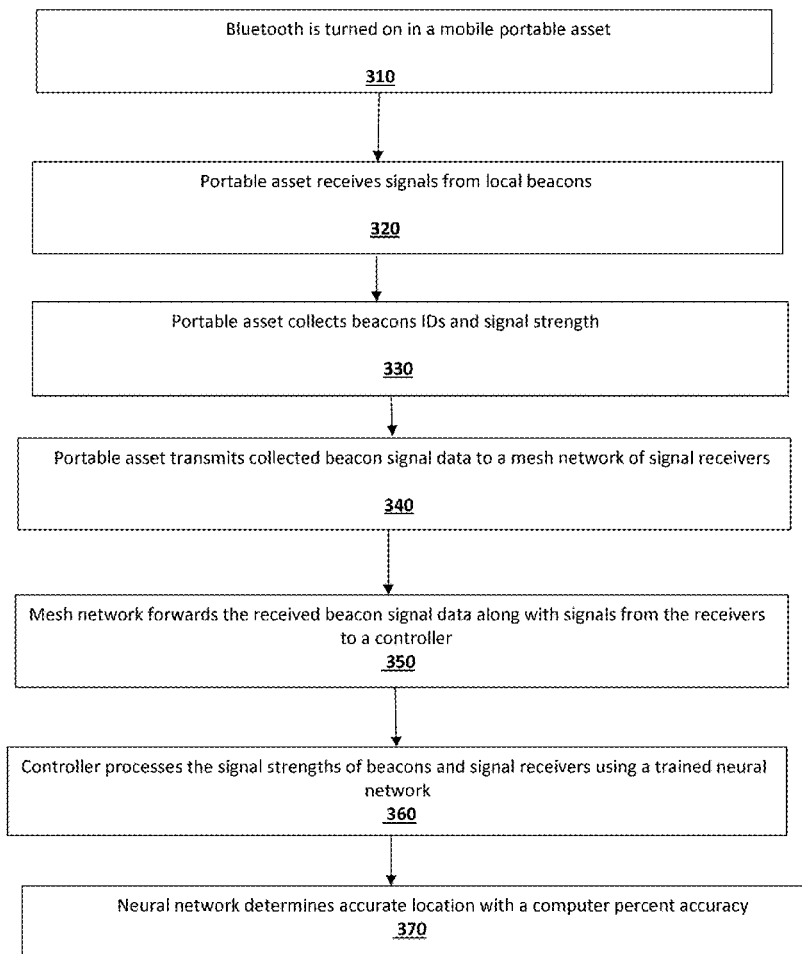 Bluetooth is turned on in a mobile portable asset
310
Portable asset receives signals from local beacons
320
Portable asset collects beacons IDs and signal strength
330
Portable asset transmits collected beacon signal data to a mesh network of signal receivers
340
Mesh network forwards the received beacon signal data along with signals from the receivers
to a controller
350
Controller processes the signal strengths of beacons and signal receivers using a trained neural
network
360
Neural network determines accurate location with a computer percent accuracy
370